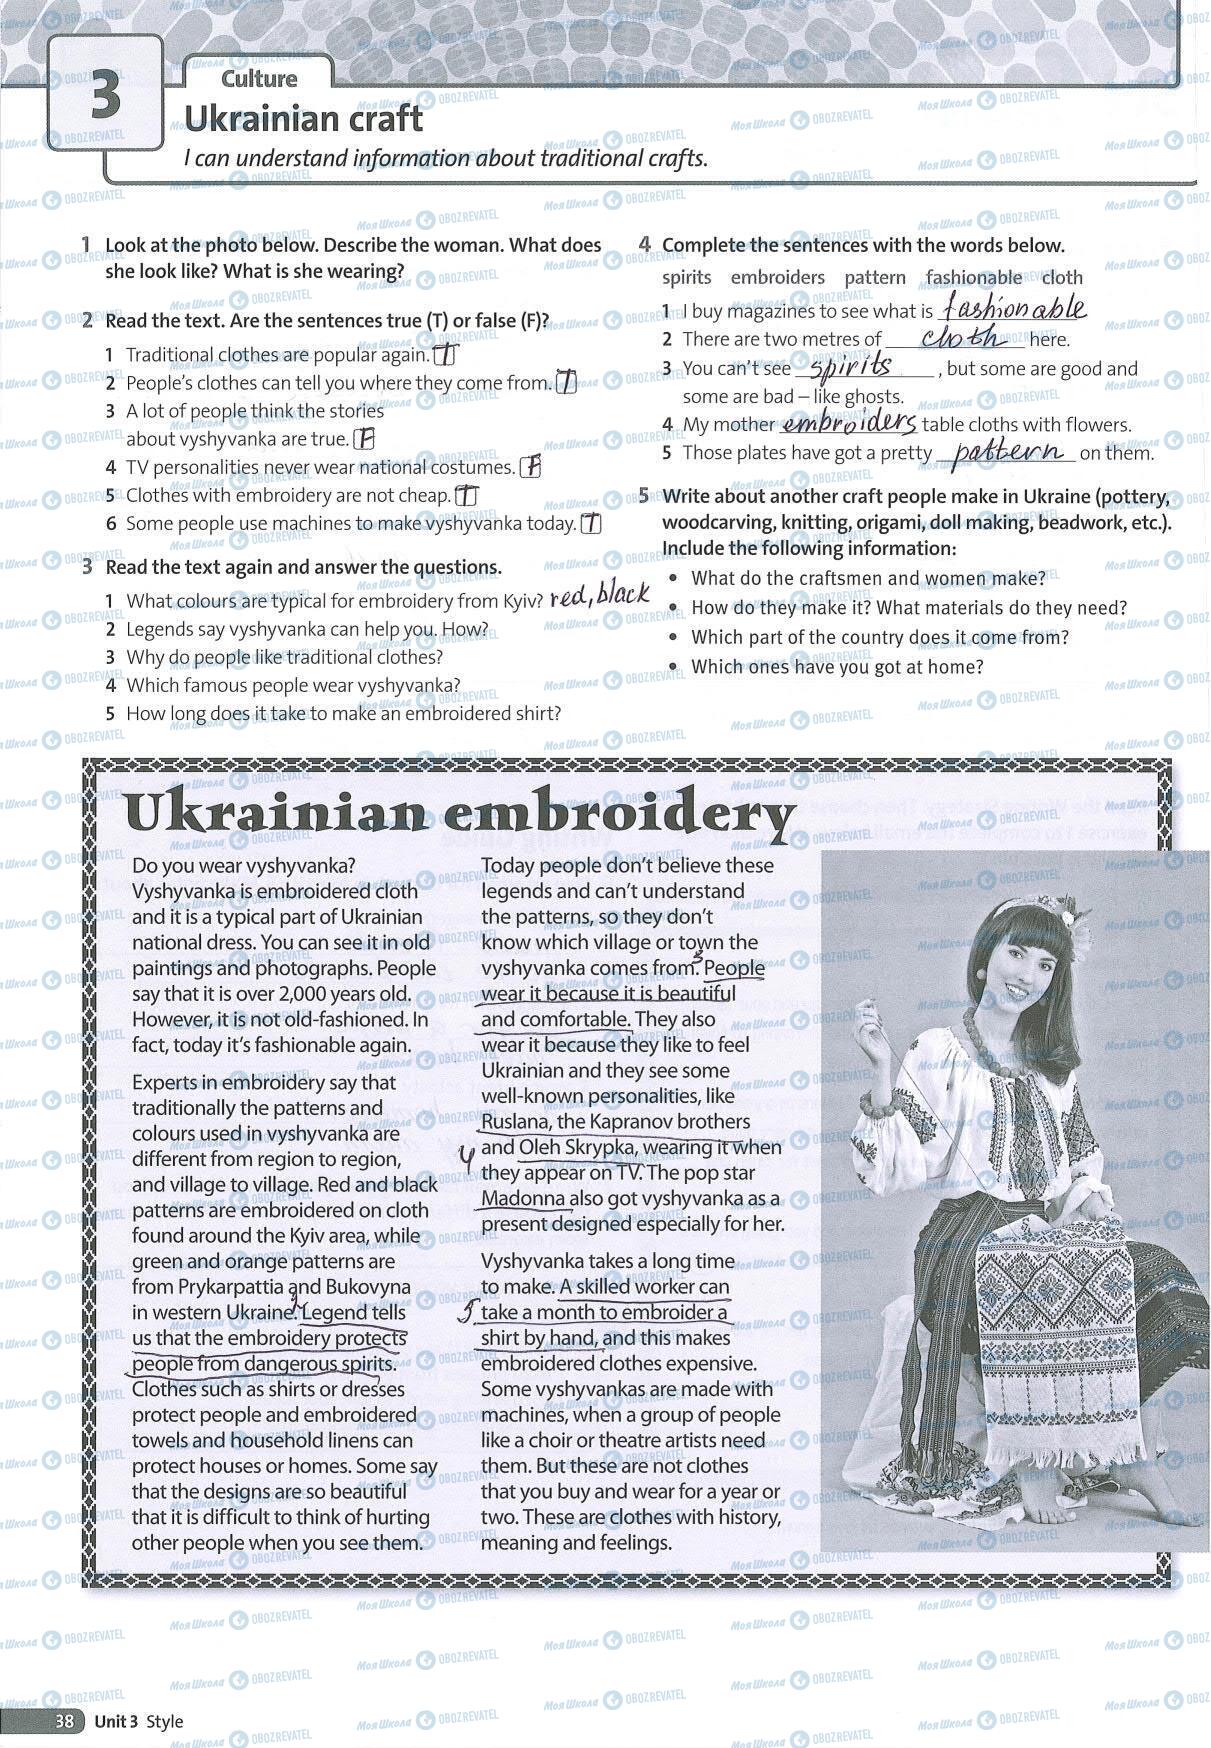 3
Culture
Ukrainian craft
I can understand information about traditional crafts.
1 Look at the photo below. Describe the woman. What does
she look like? What is she wearing?
2 Read the text. Are the sentences true (T) or false (F)?
1 Traditional clothes are popular again. T
2 People's clothes can tell you where they come from. T
3 A lot of people think the stories
about vyshyvanka are true. F
4 TV personalities never wear national costumes. F
5 Clothes with embroidery are not cheap. T
6 Some people use machines to make vyshyvanka today. T
3 Read the text again and answer the questions.
1 What colours are typical for embroidery from Kyiv? red, black
2 Legends say vyshyvanka can help you. How?
3 Why do people like traditional clothes?
4 Which famous people wear vyshyvanka?
5 How long does it take to make an embroidered shirt?
4 Complete the sentences with the words below.
spirits embroiders pattern fashionable cloth
1 I buy magazines to see what is fashionable
2 There are two metres of cloth here.
3 You can't see spirits, but some are good and
some are bad – like ghosts.
4 My mother embroiders table cloths with flowers.
5 Those plates have got a pretty pattern on them.
5 Write about another craft people make in Ukraine (pottery,
woodcarving, knitting, origami, doll making, beadwork, etc.).
Include the following information:
• What do the craftsmen and women make?
• How do they make it? What materials do they need?
• Which part of the country does it come from?
• Which ones have you got at home?
Ukrainian embroidery
Do you wear vyshyvanka?
Vyshyvanka is embroidered cloth
and it is a typical part of Ukrainian
national dress. You can see it in old
paintings and photographs. People
say that it is over 2,000 years old.
However, it is not old-fashioned. In
fact, today it's fashionable again.
Experts in embroidery say that
traditionally the patterns and
colours used in vyshyvanka are
different from region to region,
and village to village. Red and black
patterns are embroidered on cloth
found around the Kyiv area, while
green and orange patterns are
from Prykarpattia and Bukovyna
in western Ukraine. Legend tells
us that the embroidery protects
people from dangerous spirits.
Clothes such as shirts or dresses
protect people and embroidered
towels and household linens can
protect houses or homes. Some say
that the designs are so beautiful
that it is difficult to think of hurting
other people when you see them.
Today people don't believe these
legends and can't understand
the patterns, so they don't
know which village or town the
vyshyvanka comes from. 3 People
wear it because it is beautiful
and comfortable. They also
wear it because they like to feel
Ukrainian and they see some
well-known personalities, like
Ruslana, the Kapranov brothers
4 and Oleh Skrypka, wearing it when
they appear on TV. The pop star
Madonna also got vyshyvanka as a
present designed especially for her.
Vyshyvanka takes a long time
to make. A skilled worker can
5 take a month to embroider a
shirt by hand, and this makes
embroidered clothes expensive.
Some vyshyvankas are made with
machines, when a group of people
like a choir or theatre artists need
them. But these are not clothes
that you buy and wear for a year or
two. These are clothes with history,
meaning and feelings.
38 Unit 3 Style
Моя Школа OBOZREVATEL